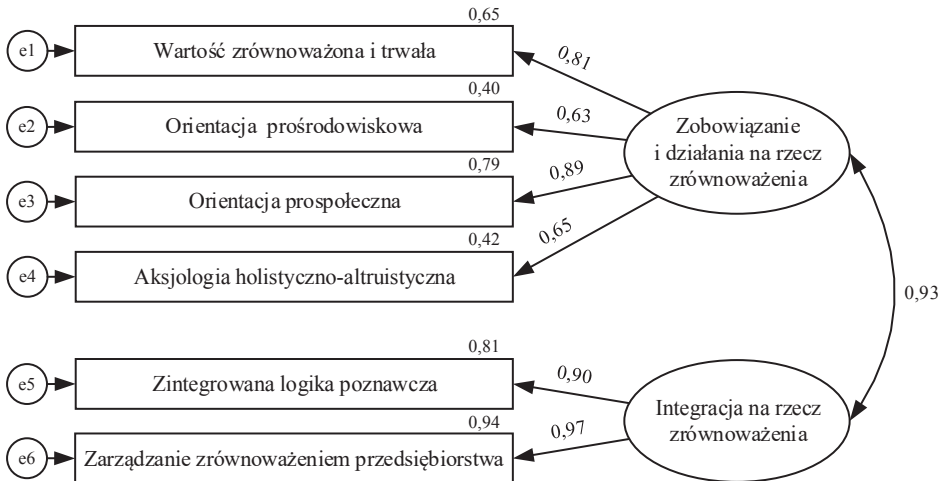 0,65
e1
Wartość zrównoważona i trwała
0,81
0,40
e2
Orientacja prośrodowiskowa
0,63
Zobowiązanie
i działania na rzecz
zrównoważenia
0,79
e3
Orientacja prospołeczna
0,89
0,42
e4
Aksjologia holistyczno-altruistyczna
0,65
0,93
0,81
e5
Zintegrowana logika poznawcza
0,90
Integracja na rzecz
zrównoważenia
0,94
e6
Zarządzanie zrównoważeniem przedsiębiorstwa
0,97